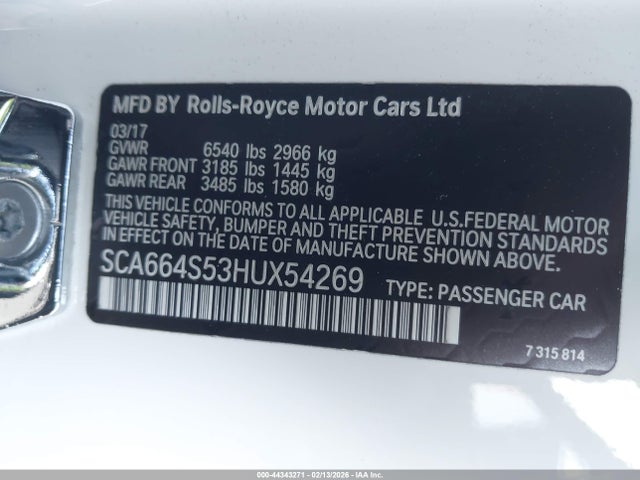 MFD BY Rolls-Royce Motor Cars Ltd
03/17
GVWR 6540 lbs 2966 kg
GAWR FRONT 3185 lbs 1445 kg
GAWR REAR 3485 lbs 1580 kg
THIS VEHICLE CONFORMS TO ALL APPLICABLE U.S.FEDERAL MOTOR
VEHICLE SAFETY, BUMPER AND THEFT PREVENTION STANDARDS
IN EFFECT ON THE DATE OF MANUFACTURE SHOWN ABOVE.
SCA664S53HUX54269 TYPE: PASSENGER CAR
7 315 814
000-44343271 - 02/13/2026 - IAA, Inc.